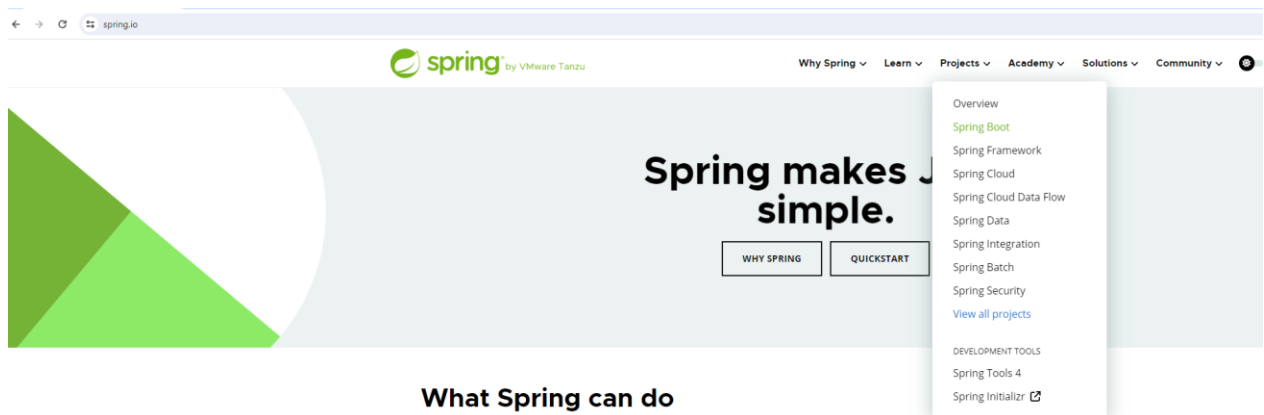 spring.io
spring by VMware Tanzu
Why Spring Learn Projects Academy Solutions Community
Overview
Spring Boot
Spring Framework
Spring Cloud
Spring Cloud Data Flow
Spring Data
Spring Integration
Spring Batch
Spring Security
View all projects
DEVELOPMENT TOOLS
Spring Tools 4
Spring Initializr
Spring makes
simple.
WHY SPRING QUICKSTART
What Spring can do